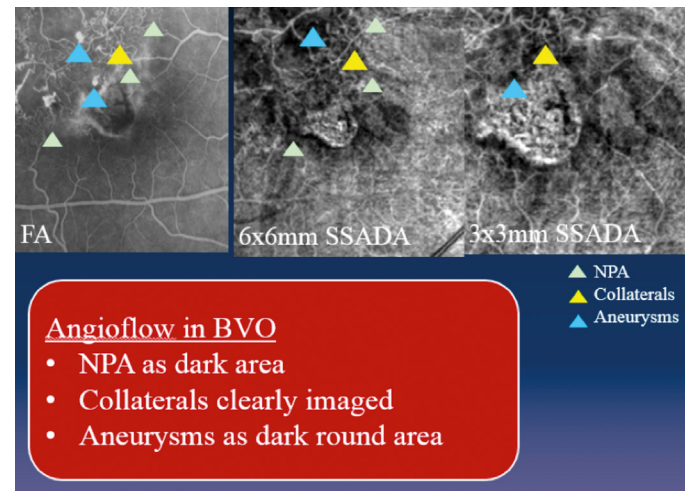 FA
6x6mm SSADA
3x3mm SSADA
NPA
Collaterals
Aneurysms
Angioflow in BVO
• NPA as dark area
• Collaterals clearly imaged
• Aneurysms as dark round area